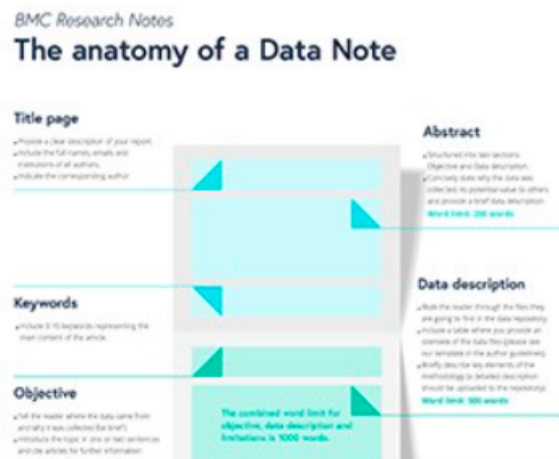 BMC Research Notes
The anatomy of a Data Note
Title page
Provide a clear description of your report.
Include the full names, emails and
institutions of all authors.
Indicate the corresponding author
Abstract
Structured into two sections:
Objective and Data description.
Concisely state why the data was
collected, its potential value to others
and provide a brief data description.
Word limit: 200 words
Keywords
Include 3-10 keywords representing the
main content of the article.
Data description
Walk the reader through the files they
are going to find in the data repository.
Include a table where you provide an
overview of the data files (please see
our template in the author guidelines).
Briefly describe key elements of the
methodology (a detailed description
should be uploaded to the repository).
Word limit: 500 words
Objective
Tell the reader where the data came from
and why it was collected (be brief!).
Introduce the topic in one or two sentences
and cite articles for further information
The combined word limit for
objective, data description and
limitations is 1000 words.